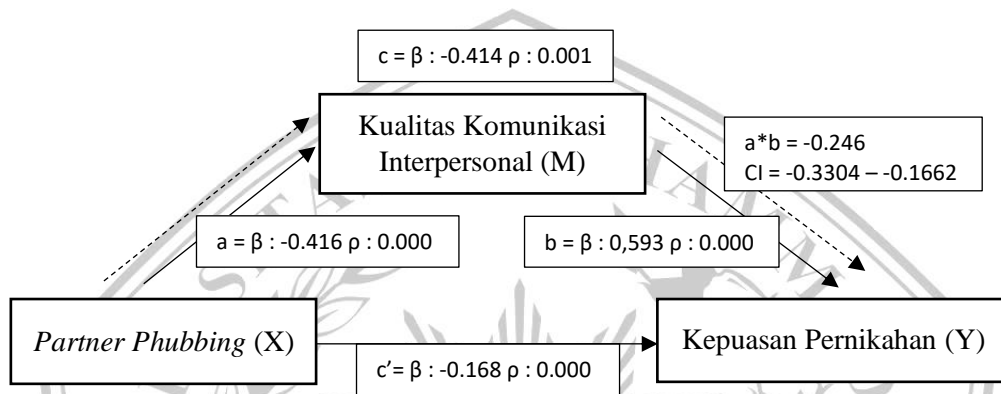 c = β : -0.414 ρ : 0.001
Kualitas Komunikasi
Interpersonal (M)
a*b = -0.246
CI = -0.3304 – -0.1662
a = β : -0.416 ρ : 0.000
b = β : 0,593 ρ : 0.000
Partner Phubbing (X)
Kepuasan Pernikahan (Y)
c’= β : -0.168 ρ : 0.000